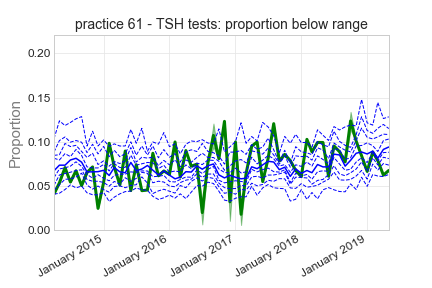 practice 61 - TSH tests: proportion below range
Proportion
0.20
0.15
0.10
0.05
0.00
January 2015
January 2016
January 2017
January 2018
January 2019